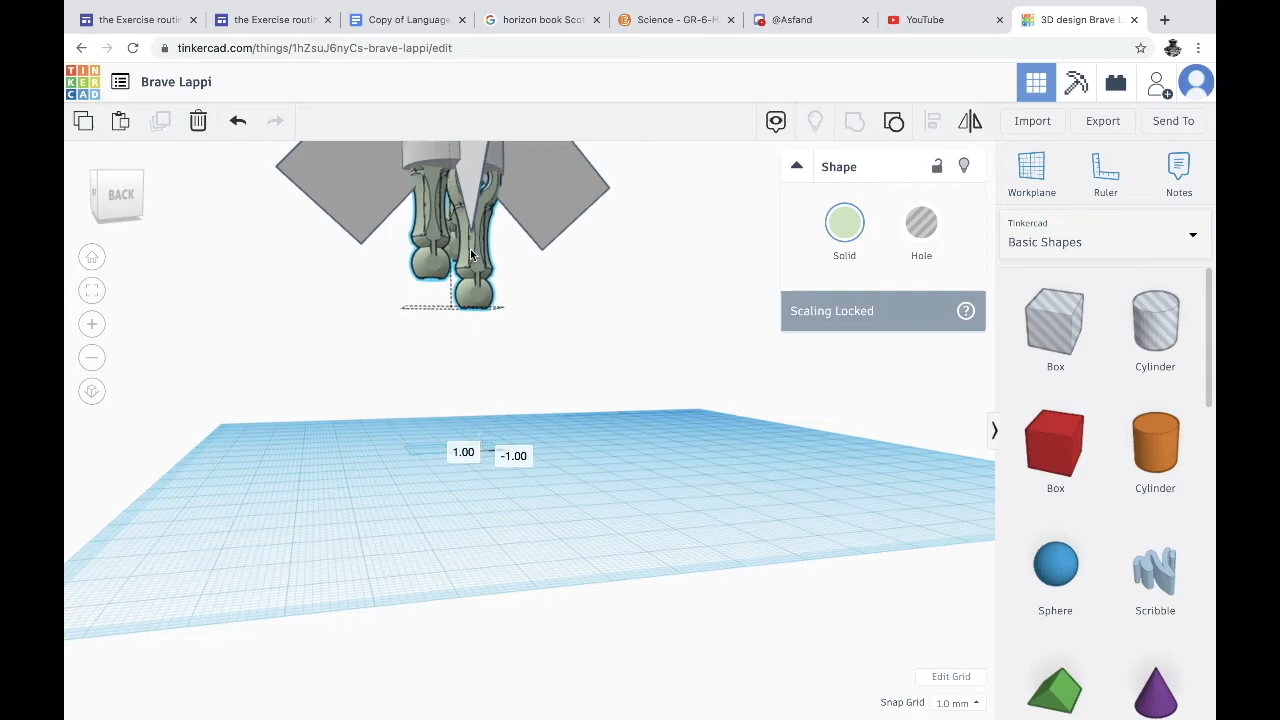 the Exercise routin
the Exercise routin
Copy of Language
horizon book Scot
Science - GR-6-H
@Asfand
YouTube
3D design Brave L
tinkercad.com/things/1hZsuJ6nyCs-brave-lappi/edit
TIN
KER
CAD
Brave Lappi
Import
Export
Send To
BACK
Shape
Solid
Hole
Scaling Locked
?
Workplane
Ruler
Notes
Tinkercad
Basic Shapes
Box
Cylinder
Box
Cylinder
Sphere
Scribble
1.00
-1.00
Edit Grid
Snap Grid
1.0 mm